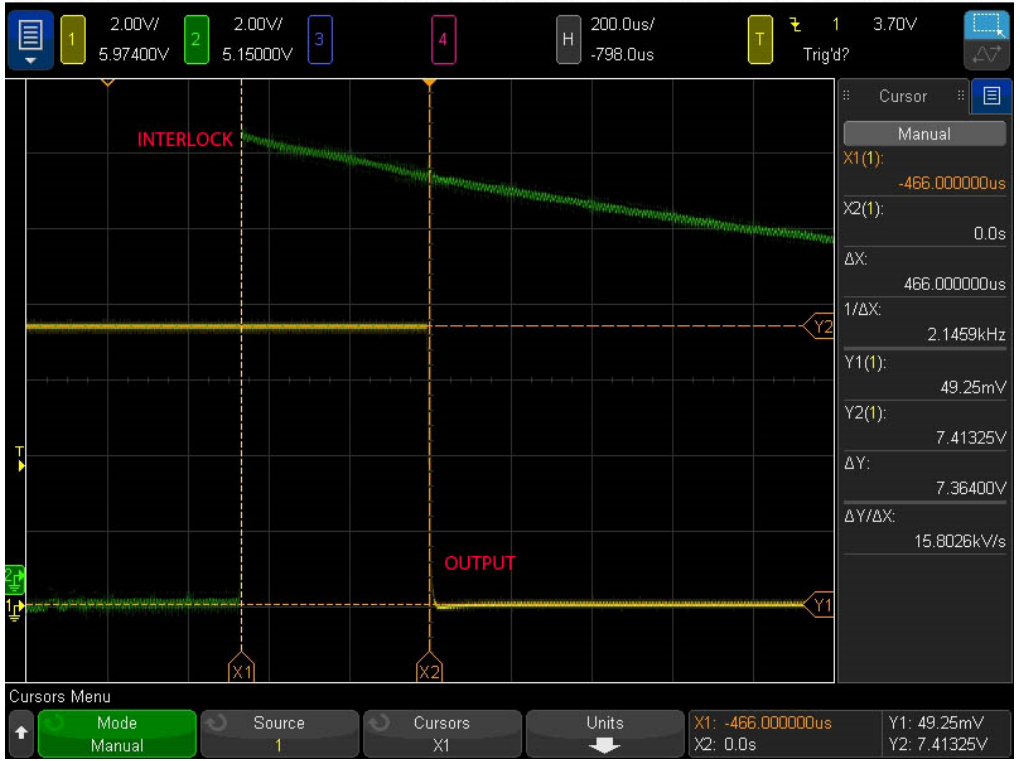 1 2.00V/ 2 2.00V/ 3 4 H 200.0us/ T 1 3.70V
5.97400V 5.15000V -798.0us Trig'd?
Cursor
Manual
X1(1):
-466.000000us
X2(1):
0.0s
ΔX:
466.000000us
1/ΔX:
2.1459kHz
Y1(1):
49.25mV
Y2(1):
7.41325V
ΔY:
7.36400V
ΔY/ΔX:
15.8026kV/s
INTERLOCK
Y2
T
OUTPUT
2
1
Y1
X1 X2
Cursors Menu
Mode Source Cursors Units X1: -466.000000us Y1: 49.25mV
Manual 1 X1 X2: 0.0s Y2: 7.41325V